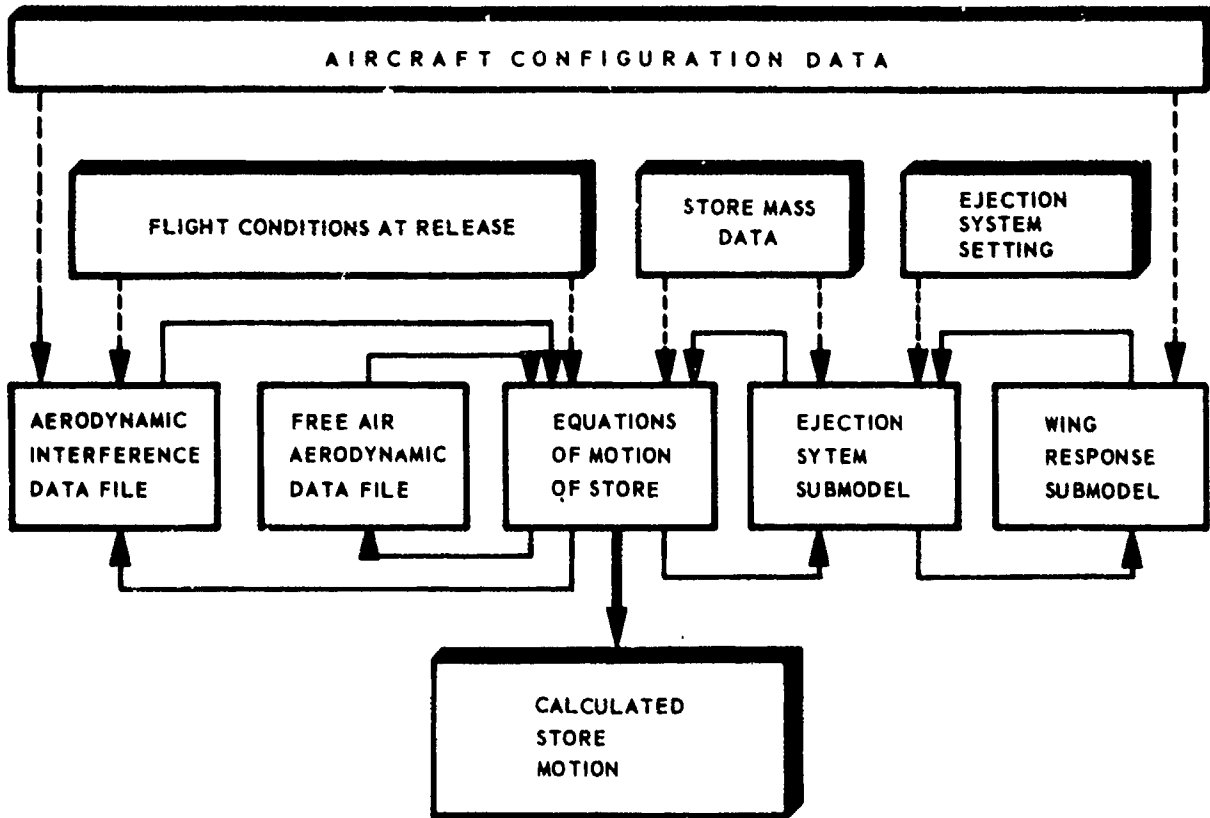 AIRCRAFT CONFIGURATION DATA
FLIGHT CONDITIONS AT RELEASE
STORE MASS
DATA
EJECTION
SYSTEM
SETTING
AERODYNAMIC
INTERFERENCE
DATA FILE
FREE AIR
AERODYNAMIC
DATA FILE
EQUATIONS
OF MOTION
OF STORE
EJECTION
SYTEM
SUBMODEL
WING
RESPONSE
SUBMODEL
CALCULATED
STORE
MOTION